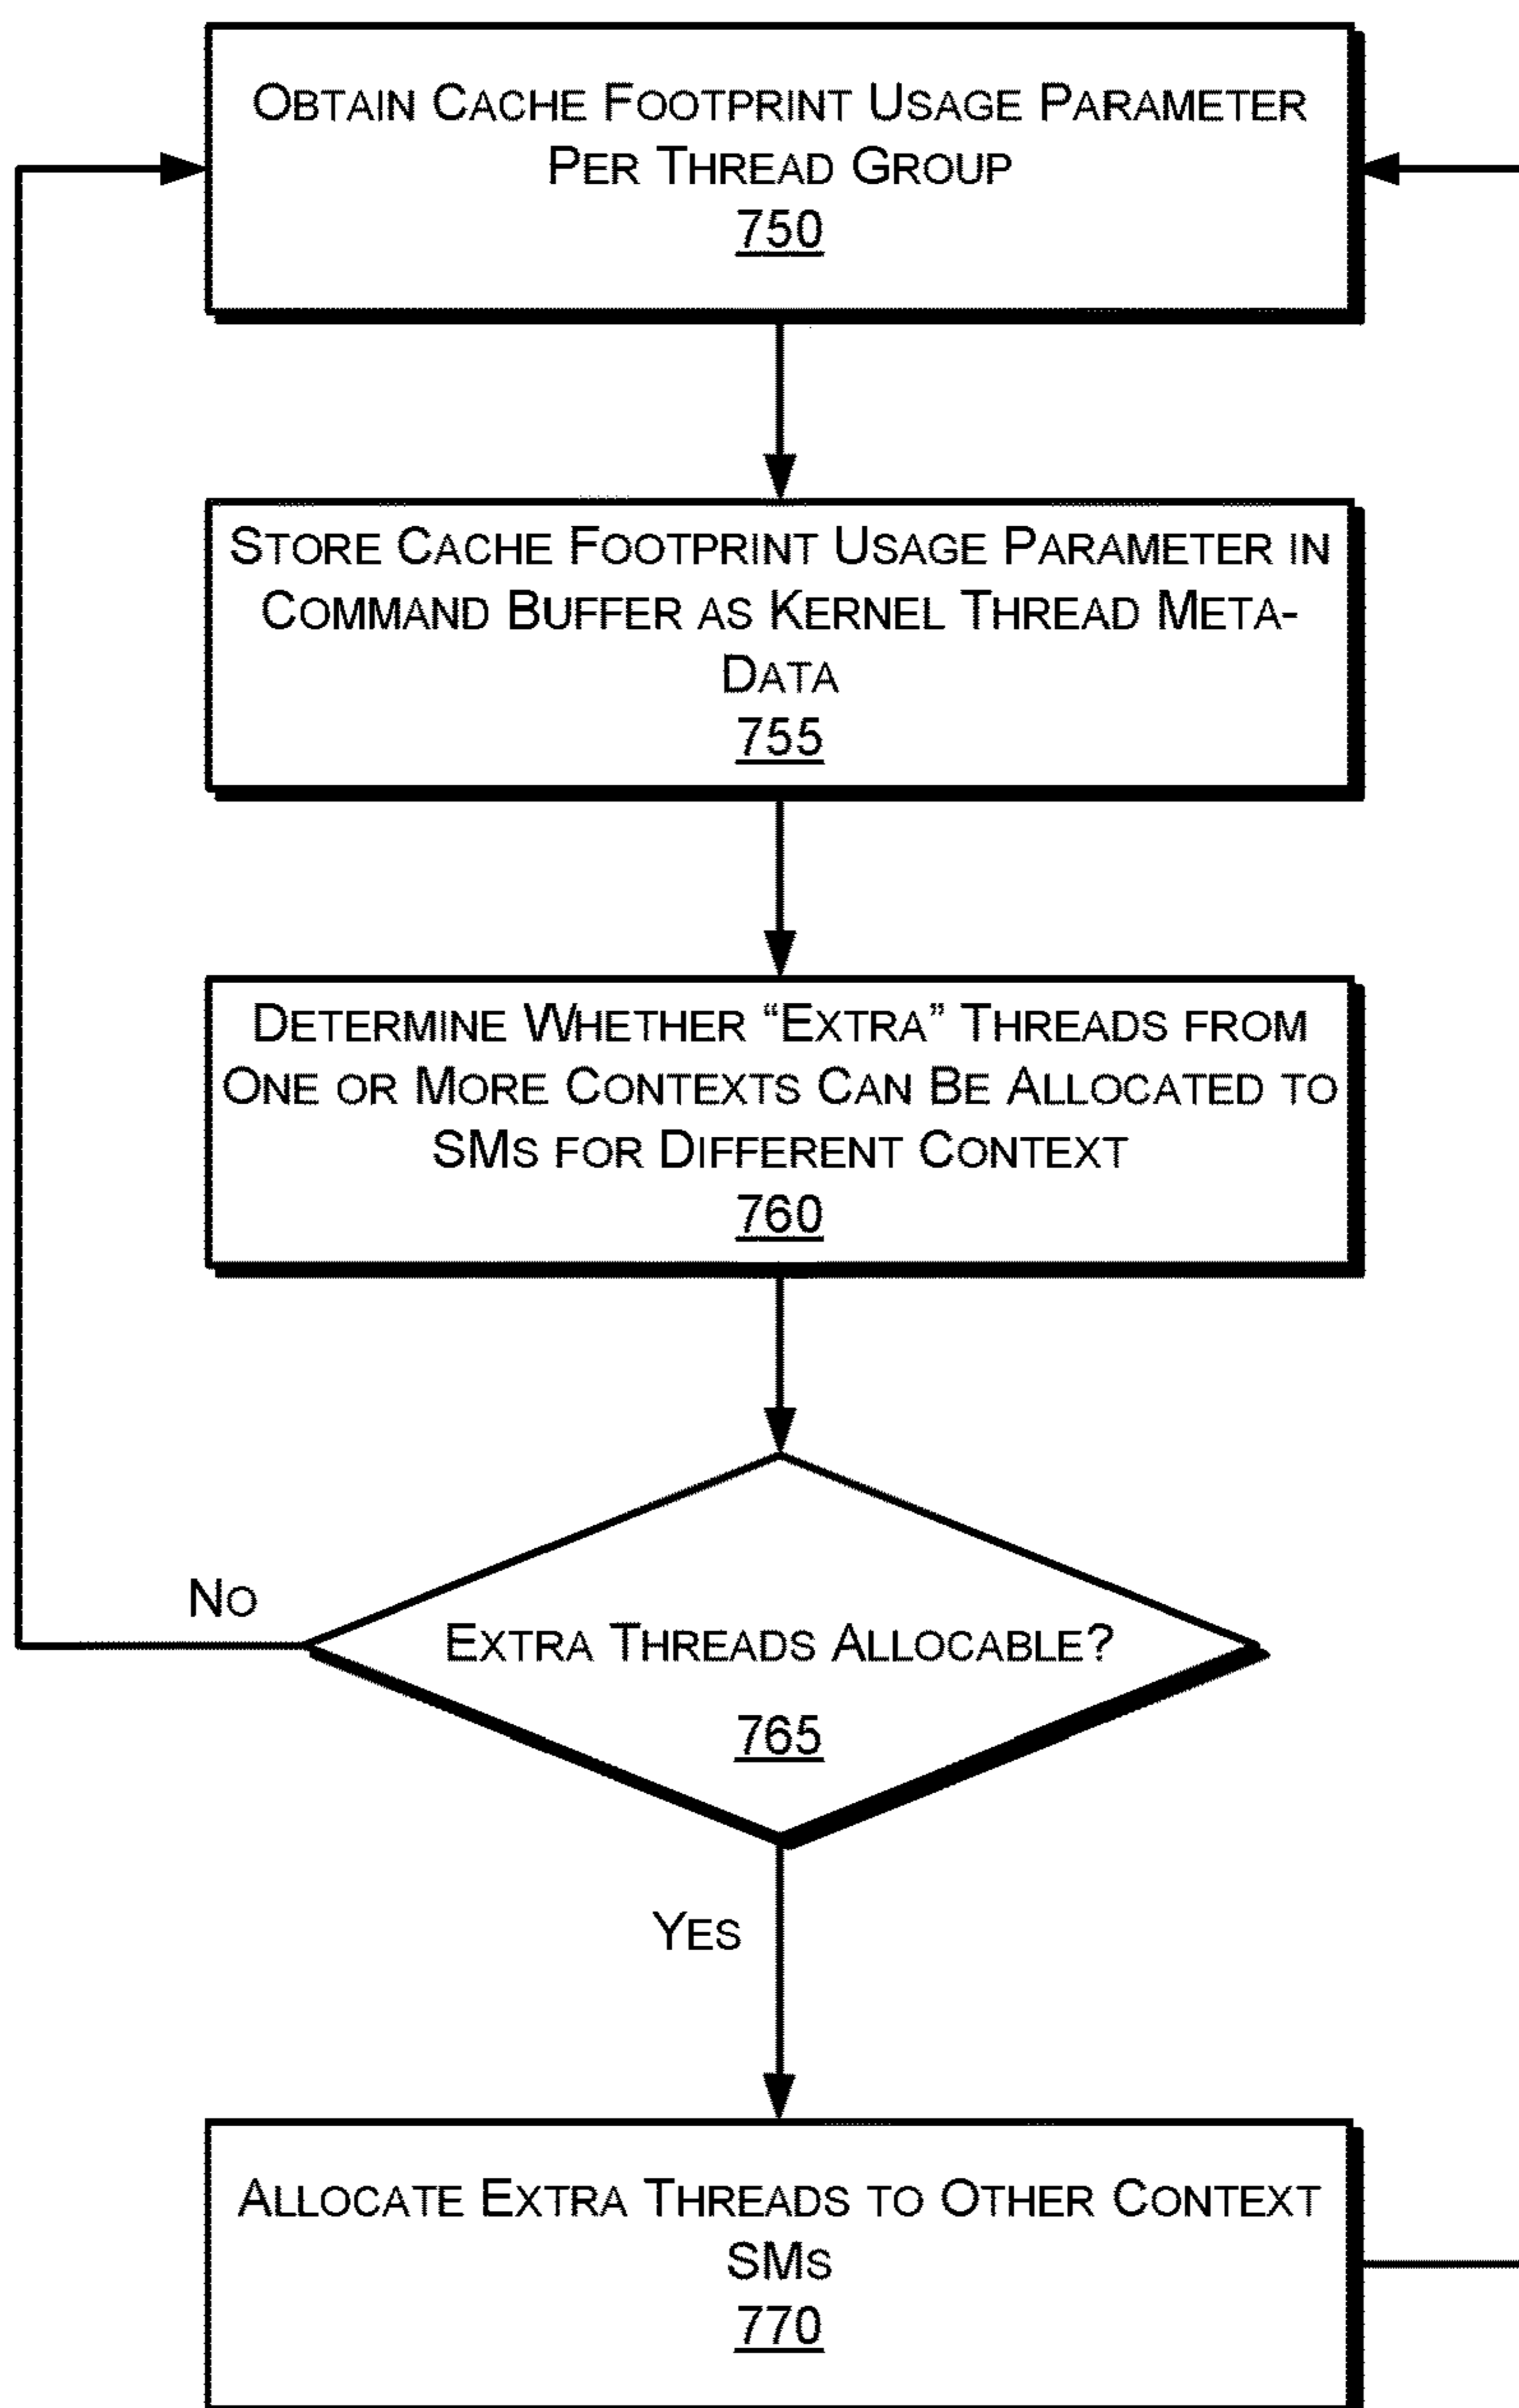 OBTAIN CACHE FOOTPRINT USAGE PARAMETER
PER THREAD GROUP
750
STORE CACHE FOOTPRINT USAGE PARAMETER IN
COMMAND BUFFER AS KERNEL THREAD META-
DATA
755
DETERMINE WHETHER “EXTRA” THREADS FROM
ONE OR MORE CONTEXTS CAN BE ALLOCATED TO
SMS FOR DIFFERENT CONTEXT
760
NO
EXTRA THREADS ALLOCABLE?
765
YES
ALLOCATE EXTRA THREADS TO OTHER CONTEXT
SMS
770